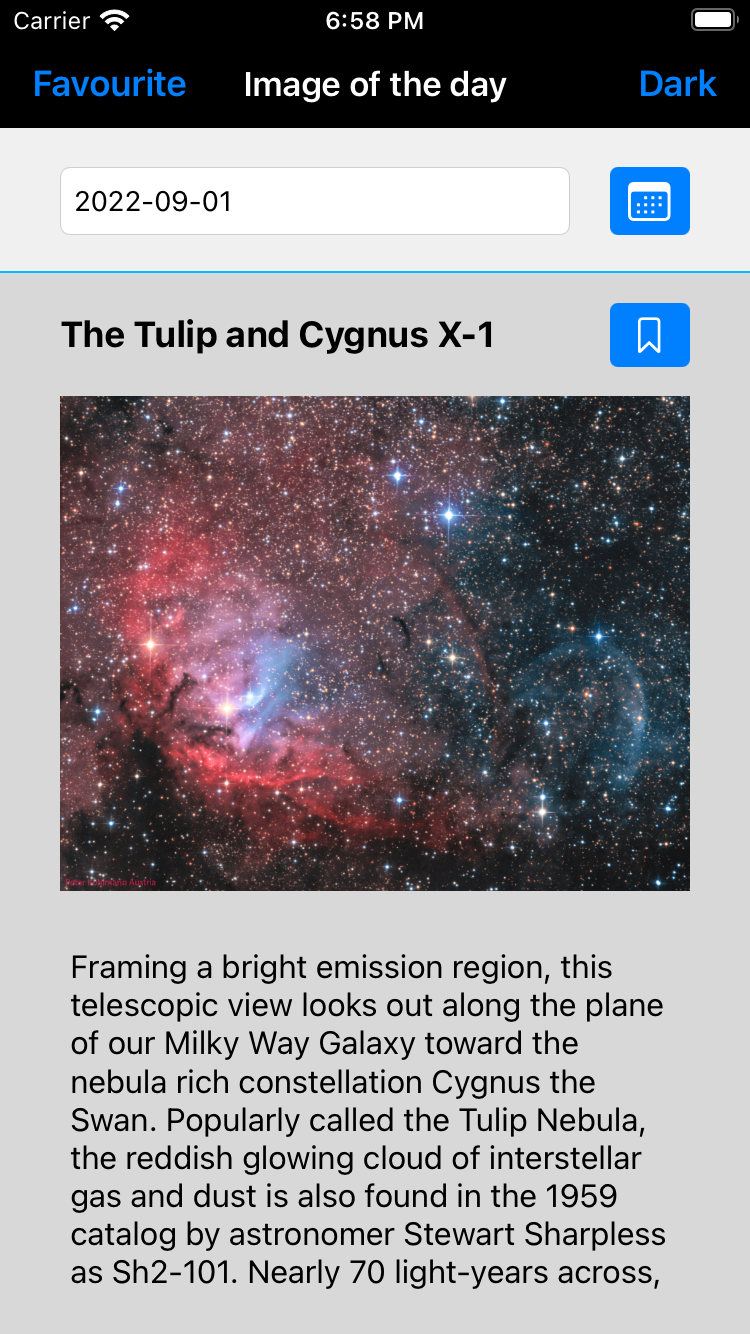 Carrier 6:58 PM
Favourite Image of the day Dark
2022-09-01
The Tulip and Cygnus X-1
Austria
Framing a bright emission region, this
telescopic view looks out along the plane
of our Milky Way Galaxy toward the
nebula rich constellation Cygnus the
Swan. Popularly called the Tulip Nebula,
the reddish glowing cloud of interstellar
gas and dust is also found in the 1959
catalog by astronomer Stewart Sharpless
as Sh2-101. Nearly 70 light-years across,